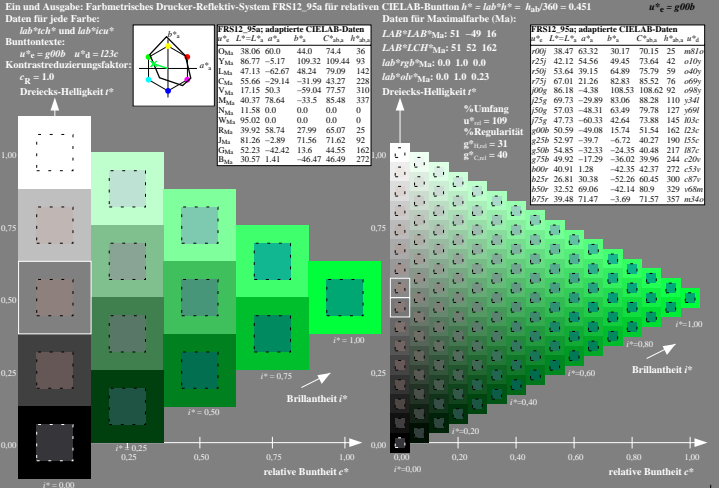 Ein und Ausgabe: Farbmetrisches Drucker-Reflektiv-System FRS12_95a für relativen CIELAB-Buntton h* = lab*h* = h_ab/360 = 0.451 u*e = g00b
Daten für jede Farbe:
lab*tch* und lab*icu*
Bunttontexte:
u*e = g00b u*d = l23c
Kontrastreduzierungsfaktor:
cR = 1.0
Dreiecks-Helligkeit t*
b*a
a*a
FRS12_95a; adaptierte CIELAB-Daten
u*e L*=L*a a*a b*a C*ab,a h*ab,a
OMa 38.06 60.0 44.0 74.4 36
YMa 86.77 −5.17 109.32 109.44 93
LMa 47.13 −62.67 48.24 79.09 142
CMa 55.66 −29.14 −31.99 43.27 228
VMa 17.15 50.3 −59.04 77.57 310
MMa 40.37 78.64 −33.5 85.48 337
NMa 11.58 0.0 0.0 0.0 0
WMa 95.02 0.0 0.0 0.0 0
RMa 39.92 58.74 27.99 65.07 25
JMa 81.26 −2.89 71.56 71.62 92
GMa 52.23 −42.42 13.6 44.55 162
BMa 30.57 1.41 −46.47 46.49 272
1,00
0,75
0,50
0,25
0,00
i* = 1,00
i* = 0,75
i* = 0,50
i* = 0,25
i* = 0,00
Brillantheit i*
0,25 0,50 0,75 1,00
relative Buntheit c*
Daten für Maximalfarbe (Ma):
LAB*LAB*Ma: 51 −49 16
LAB*LCH*Ma: 51 52 162
lab*rgb*Ma: 0.0 1.0 0.0
lab*olv*Ma: 1.0 1.0 0.23
Dreiecks-Helligkeit t*
%Umfang
u*rel = 109
%Regularität
g*H,rel = 31
g*C,rel = 40
FRS12_95a; adaptierte CIELAB-Daten
u*e L*=L*a a*a b*a C*ab,a h*ab,a u*d
r00j 38.47 63.32 30.17 70.15 25 m81o
r25j 42.12 54.56 49.45 73.64 42 o10y
r50j 53.64 39.15 64.89 75.79 59 o40y
r75j 67.01 21.26 82.83 85.52 76 o69y
j00g 86.18 −4.38 108.53 108.62 92 o98y
j25g 69.73 −29.89 83.06 88.28 110 y34l
j50g 57.03 −48.31 63.49 79.78 127 y69l
j75g 47.73 −60.33 42.64 73.88 145 l03c
g00b 50.59 −49.08 15.74 51.54 162 l23c
g25b 52.97 −39.7 −6.72 40.27 190 l55c
g50b 54.85 −32.33 −24.35 40.48 217 l87c
g75b 49.92 −17.29 −36.02 39.96 244 c20v
b00r 40.91 1.28 −42.35 42.37 272 c53v
b25r 26.81 30.38 −52.26 60.45 300 c87v
b50r 32.52 69.06 −42.14 80.9 329 v68m
b75r 39.48 71.47 −3.69 71.57 357 m34o
1,00
0,75
0,50
0,25
0,00
i*=1,00
i*=0,80
i*=0,60
i*=0,40
i*=0,20
i*=0,00
Brillantheit i*
0,00 0,20 0,40 0,60 0,80 1,00
relative Buntheit c*